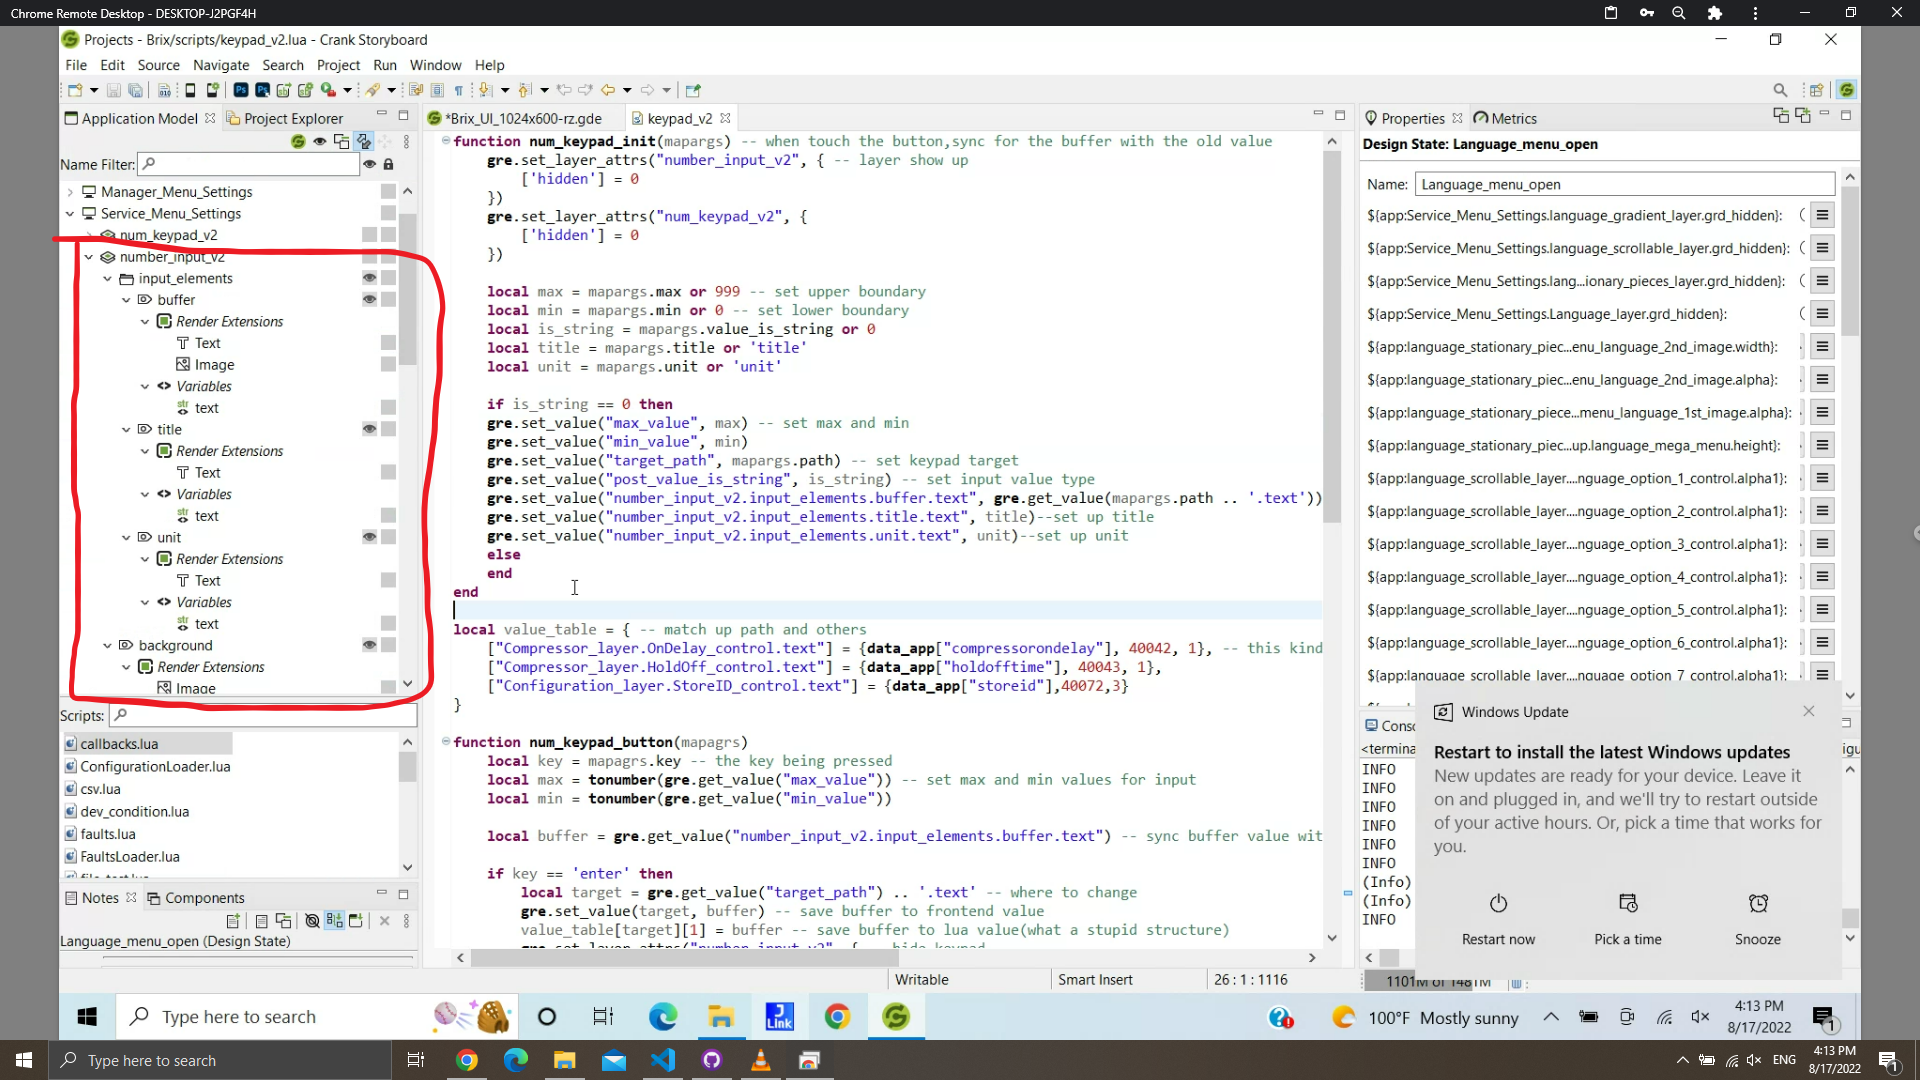 Chrome Remote Desktop - DESKTOP-J2PGF4H
Projects - Brix/scripts/keypad_v2.lua - Crank Storyboard
File Edit Source Navigate Search Project Run Window Help
Application Model Project Explorer
Name Filter:
Manager_Menu_Settings
Service_Menu_Settings
num_keypad_v2
number_input_v2
input_elements
buffer
Render Extensions
Text
Image
Variables
text
title
Render Extensions
Text
Variables
text
unit
Render Extensions
Text
Variables
text
background
Render Extensions
Image
Scripts:
callbacks.lua
ConfigurationLoader.lua
csv.lua
dev_condition.lua
faults.lua
FaultsLoader.lua
Notes Components
Language_menu_open (Design State)
*Brix_UI_1024x600-rz.gde keypad_v2
function num_keypad_init(mapargs) -- when touch the button,sync for the buffer with the old value
gre.set_layer_attrs("number_input_v2", { -- layer show up
['hidden'] = 0
})
gre.set_layer_attrs("num_keypad_v2", {
['hidden'] = 0
})
local max = mapargs.max or 999 -- set upper boundary
local min = mapargs.min or 0 -- set lower boundary
local is_string = mapargs.value_is_string or 0
local title = mapargs.title or 'title'
local unit = mapargs.unit or 'unit'
if is_string == 0 then
gre.set_value("max_value", max) -- set max and min
gre.set_value("min_value", min)
gre.set_value("target_path", mapargs.path) -- set keypad target
gre.set_value("post_value_is_string", is_string) -- set input value type
gre.set_value("number_input_v2.input_elements.buffer.text", gre.get_value(mapargs.path .. '.text'))
gre.set_value("number_input_v2.input_elements.title.text", title)--set up title
gre.set_value("number_input_v2.input_elements.unit.text", unit)--set up unit
else
end
end
local value_table = { -- match up path and others
["Compressor_layer.OnDelay_control.text"] = {data_app["compressorondelay"], 40042, 1}, -- this kind
["Compressor_layer.HoldOff_control.text"] = {data_app["holdofftime"], 40043, 1},
["Configuration_layer.StoreID_control.text"] = {data_app["storeid"],40072,3}
}
function num_keypad_button(mapagrs)
local key = mapagrs.key -- the key being pressed
local max = tonumber(gre.get_value("max_value")) -- set max and min values for input
local min = tonumber(gre.get_value("min_value"))
local buffer = gre.get_value("number_input_v2.input_elements.buffer.text") -- sync buffer value wit
if key == 'enter' then
local target = gre.get_value("target_path") .. '.text' -- where to change
gre.set_value(target, buffer) -- save buffer to frontend value
value_table[target][1] = buffer -- save buffer to lua value(what a stupid structure)
gre.set_layer_attrs("number_input_v2", { -- hide keypad
Writable Smart Insert 26 : 1 : 1116
Properties Metrics
Design State: Language_menu_open
Name: Language_menu_open
${app:Service_Menu_Settings.language_gradient_layer.grd_hidden}: (
${app:Service_Menu_Settings.language_scrollable_layer.grd_hidden}: (
${app:Service_Menu_Settings.lang...ionary_pieces_layer.grd_hidden}: (
${app:Service_Menu_Settings.Language_layer.grd_hidden}: (
${app:language_stationary_piec...enu_language_2nd_image.width}:
${app:language_stationary_piec...enu_language_2nd_image.alpha}:
${app:language_stationary_piece...menu_language_1st_image.alpha}:
${app:language_stationary_piec...up.language_mega_menu.height}:
${app:language_scrollable_layer....nguage_option_1_control.alpha1}:
${app:language_scrollable_layer....nguage_option_2_control.alpha1}:
${app:language_scrollable_layer....nguage_option_3_control.alpha1}:
${app:language_scrollable_layer....nguage_option_4_control.alpha1}:
${app:language_scrollable_layer....nguage_option_5_control.alpha1}:
${app:language_scrollable_layer....nguage_option_6_control.alpha1}:
${app:language_scrollable_layer....nguage_option_7_control.alpha1}:
Conso
<termina igu
INFO
INFO
INFO
INFO
INFO
INFO
(Info)
(Info)
INFO
Windows Update
Restart to install the latest Windows updates
New updates are ready for your device. Leave it
on and plugged in, and we'll try to restart outside
of your active hours. Or, pick a time that works for
you.
Restart now Pick a time Snooze
1101M of 1481M
Type here to search
J Link
100°F Mostly sunny
4:13 PM
8/17/2022
1
Type here to search
ENG
4:13 PM
8/17/2022
1